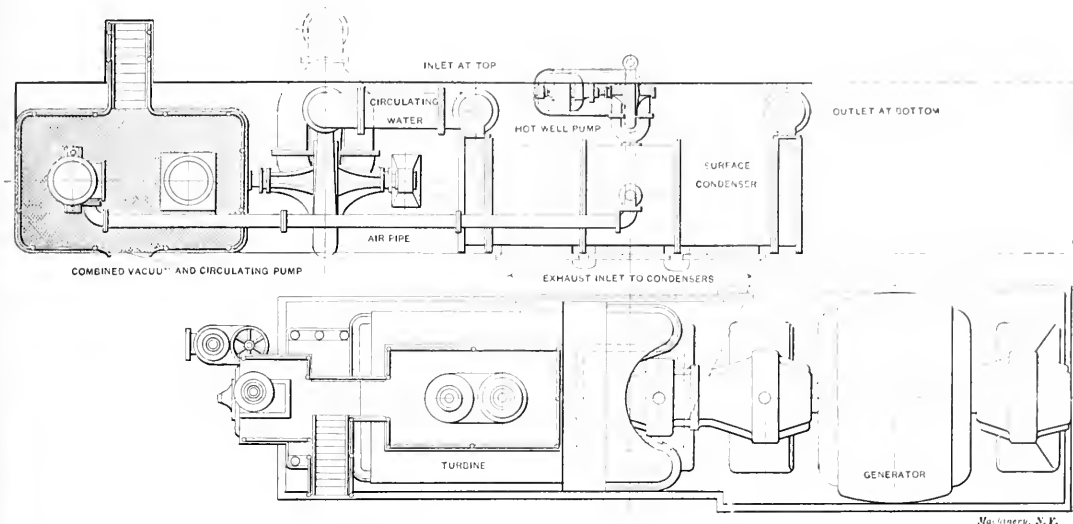 INLET AT TOP
CIRCULATING
WATER
HOT WELL PUMP
OUTLET AT BOTTOM
SURFACE
CONDENSER
AIR PIPE
COMBINED VACUUM AND CIRCULATING PUMP
EXHAUST INLET TO CONDENSERS
TURBINE
GENERATOR
Machinery, N.Y.